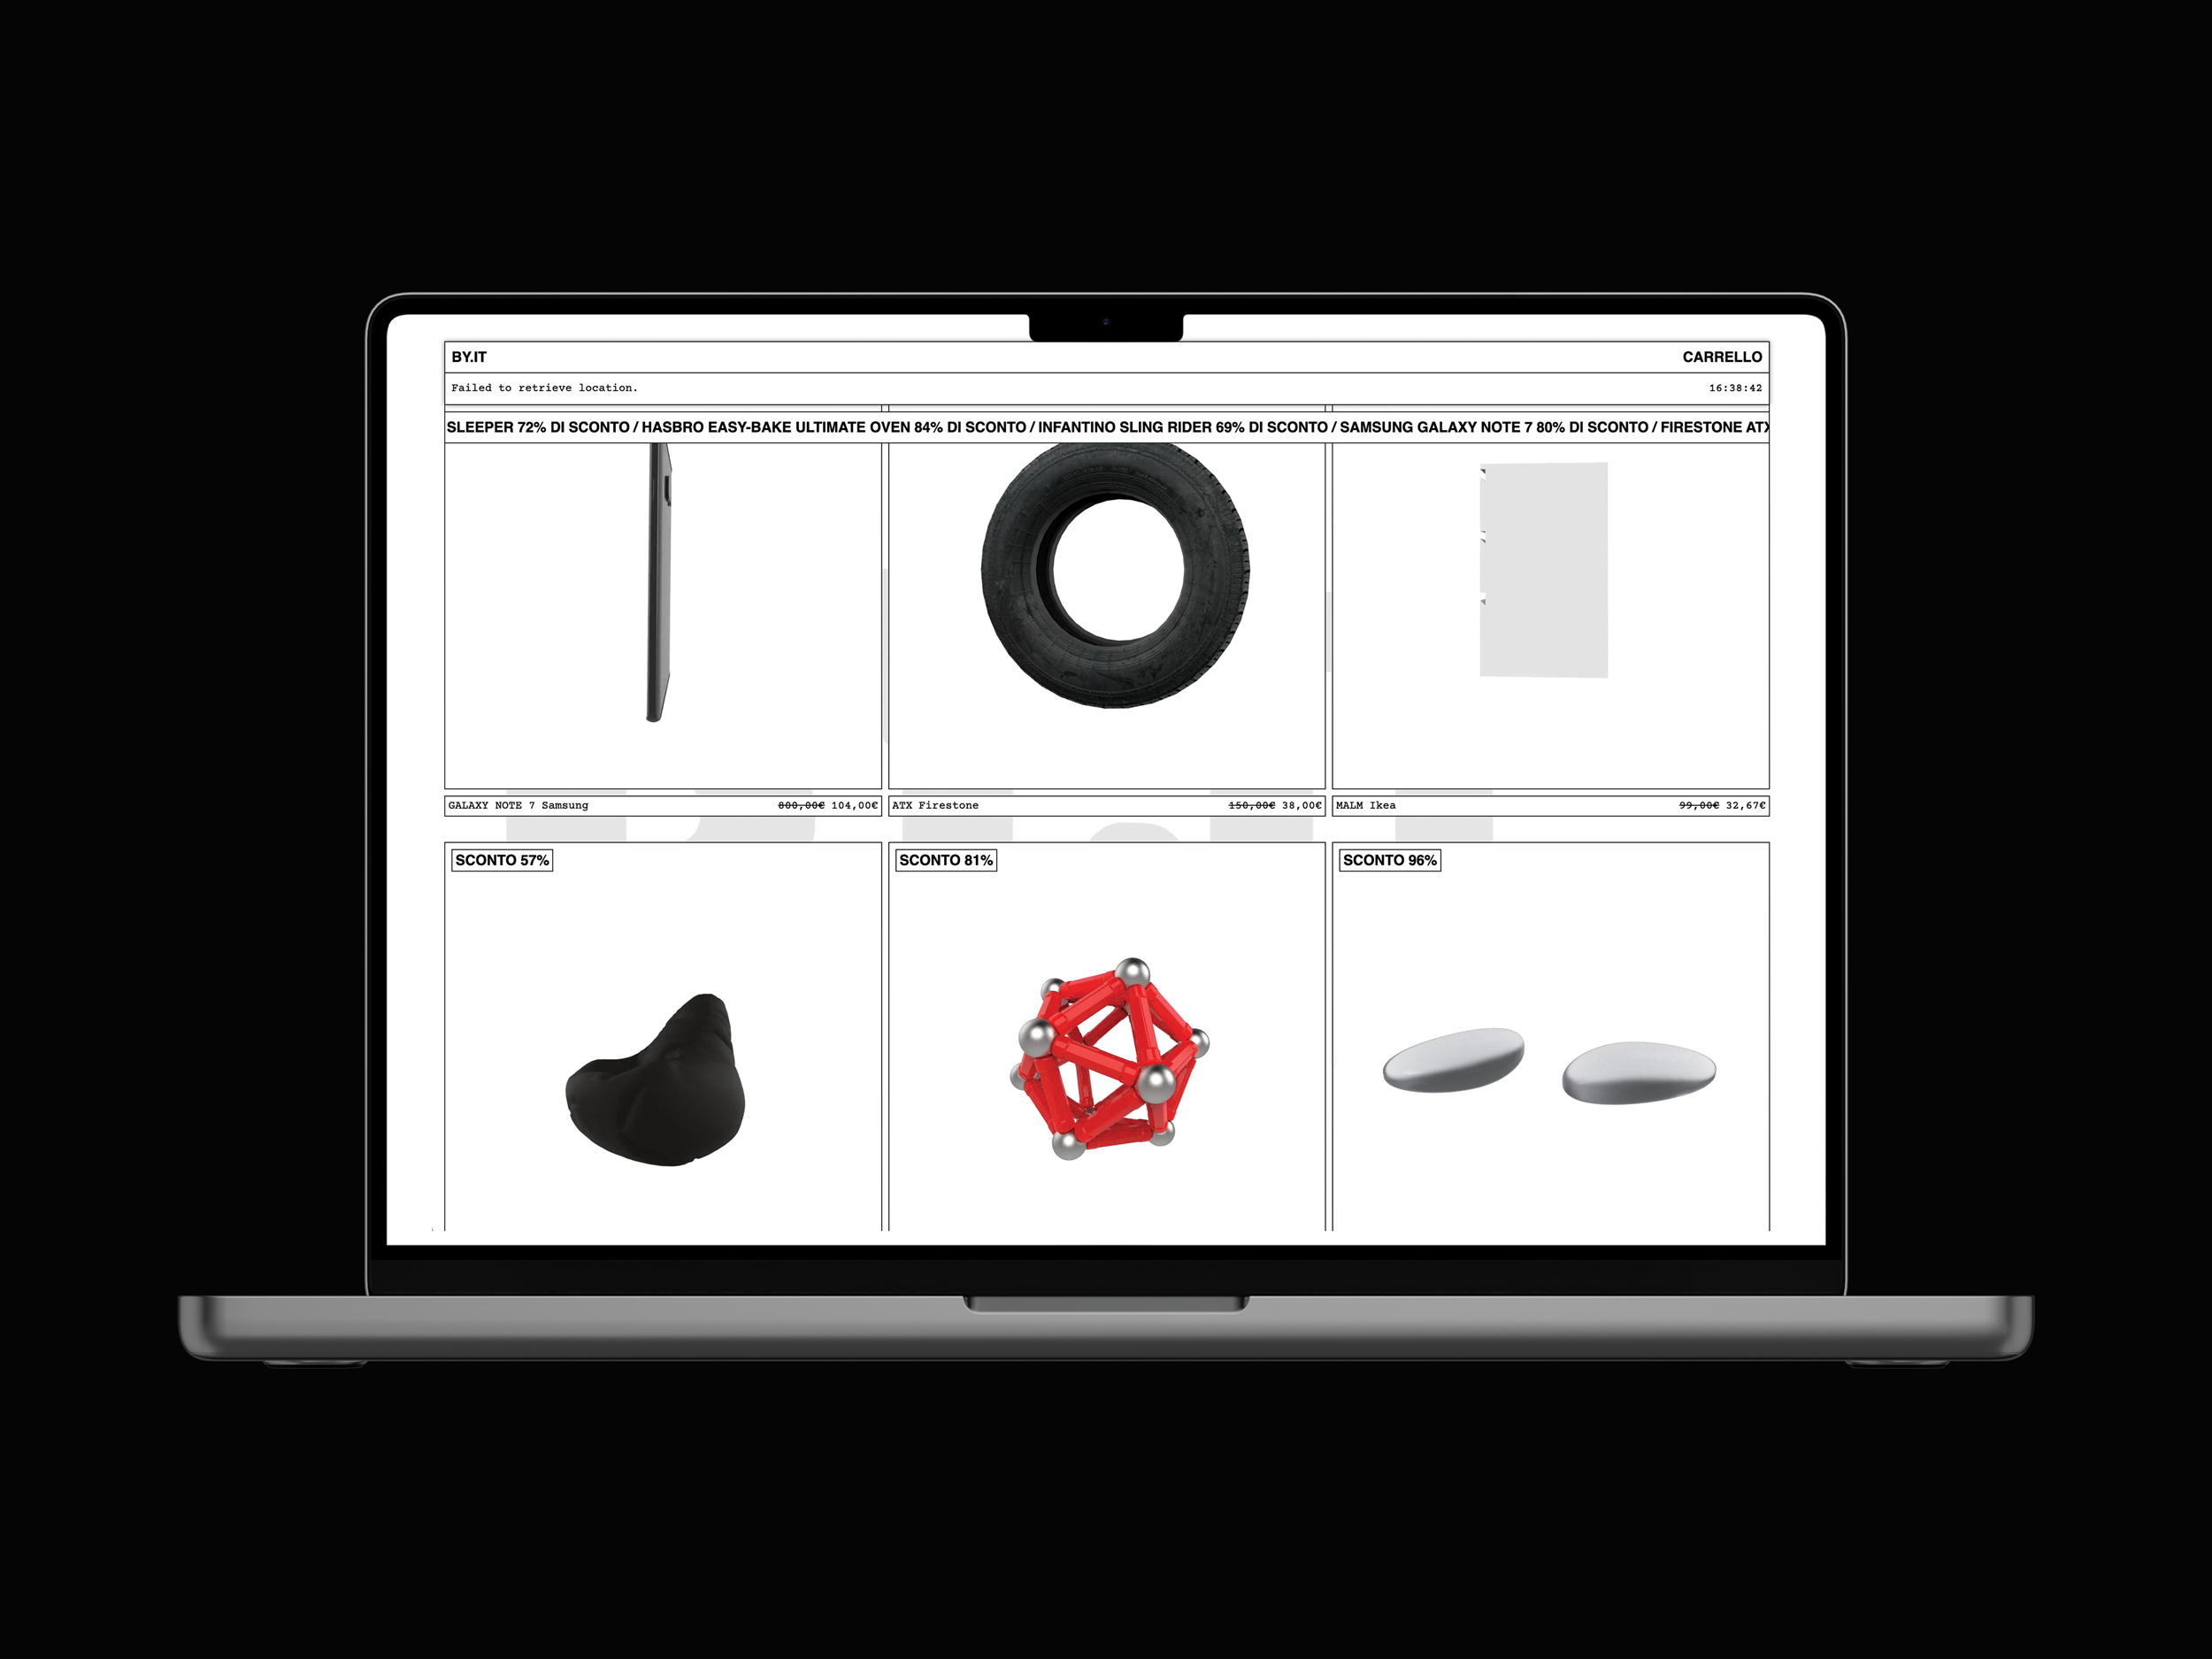 BY.IT
CARRELLO
Failed to retrieve location.
16:38:42
SLEEPER 72% DI SCONTO / HASBRO EASY-BAKE ULTIMATE OVEN 84% DI SCONTO / INFANTINO SLING RIDER 69% DI SCONTO / SAMSUNG GALAXY NOTE 7 80% DI SCONTO / FIRESTONE ATX
GALAXY NOTE 7 Samsung
800,00€ 104,00€
ATX Firestone
150,00€ 38,00€
MALM Ikea
99,00€ 32,67€
SCONTO 57%
SCONTO 81%
SCONTO 96%